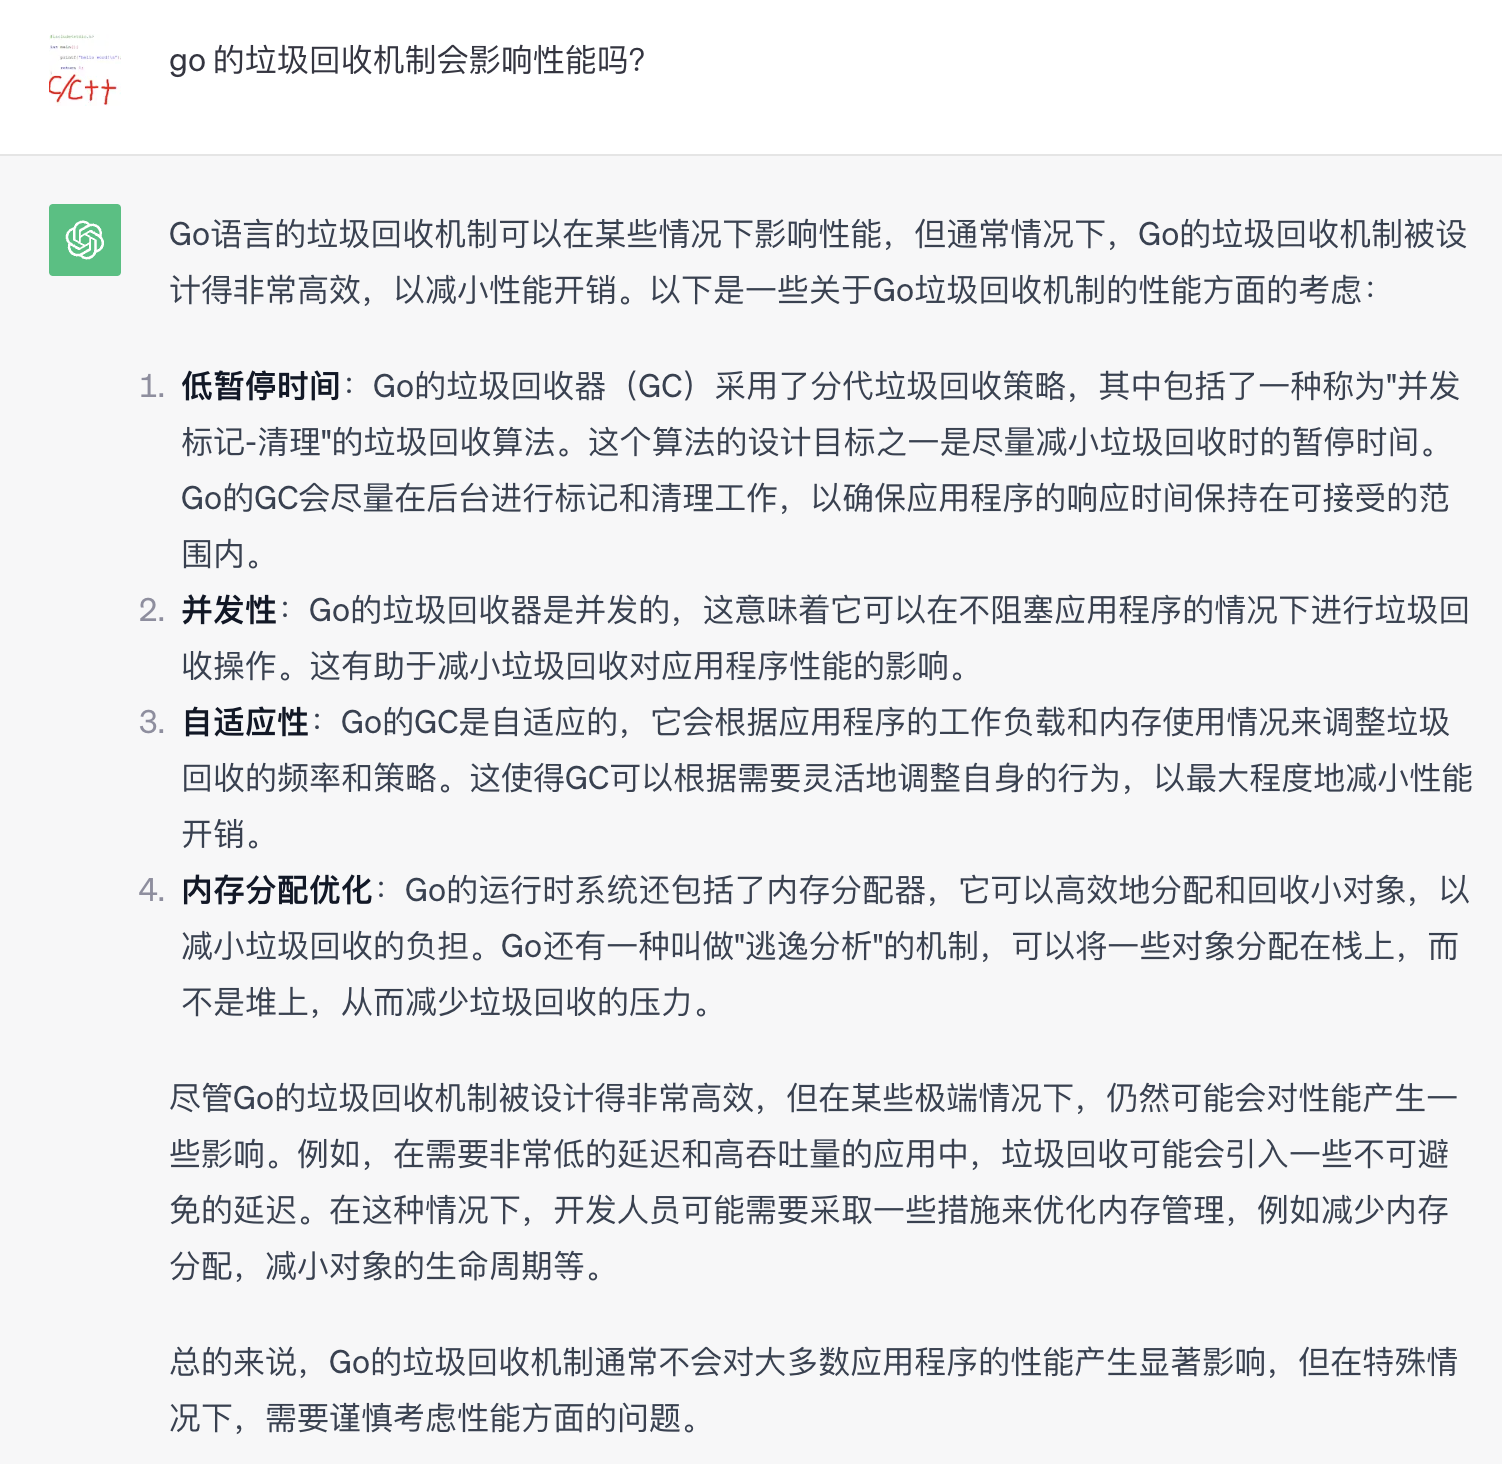 #include<stdio.h>
int main(){
printf("hello word!\n");
return 0;
C/C++
go 的垃圾回收机制会影响性能吗?
Go语言的垃圾回收机制可以在某些情况下影响性能，但通常情况下，Go的垃圾回收机制被设
计得非常高效，以减小性能开销。以下是一些关于Go垃圾回收机制的性能方面的考虑：
1. 低暂停时间：Go的垃圾回收器（GC）采用了分代垃圾回收策略，其中包括了一种称为"并发
标记-清理"的垃圾回收算法。这个算法的设计目标之一是尽量减小垃圾回收时的暂停时间。
Go的GC会尽量在后台进行标记和清理工作，以确保应用程序的响应时间保持在可接受的范
围内。
2. 并发性：Go的垃圾回收器是并发的，这意味着它可以在不阻塞应用程序的情况下进行垃圾回
收操作。这有助于减小垃圾回收对应用程序性能的影响。
3. 自适应性：Go的GC是自适应的，它会根据应用程序的工作负载和内存使用情况来调整垃圾
回收的频率和策略。这使得GC可以根据需要灵活地调整自身的行为，以最大程度地减小性能
开销。
4. 内存分配优化：Go的运行时系统还包括了内存分配器，它可以高效地分配和回收小对象，以
减小垃圾回收的负担。Go还有一种叫做"逃逸分析"的机制，可以将一些对象分配在栈上，而
不是堆上，从而减少垃圾回收的压力。
尽管Go的垃圾回收机制被设计得非常高效，但在某些极端情况下，仍然可能会对性能产生一
些影响。例如，在需要非常低的延迟和高吞吐量的应用中，垃圾回收可能会引入一些不可避
免的延迟。在这种情况下，开发人员可能需要采取一些措施来优化内存管理，例如减少内存
分配，减小对象的生命周期等。
总的来说，Go的垃圾回收机制通常不会对大多数应用程序的性能产生显著影响，但在特殊情
况下，需要谨慎考虑性能方面的问题。